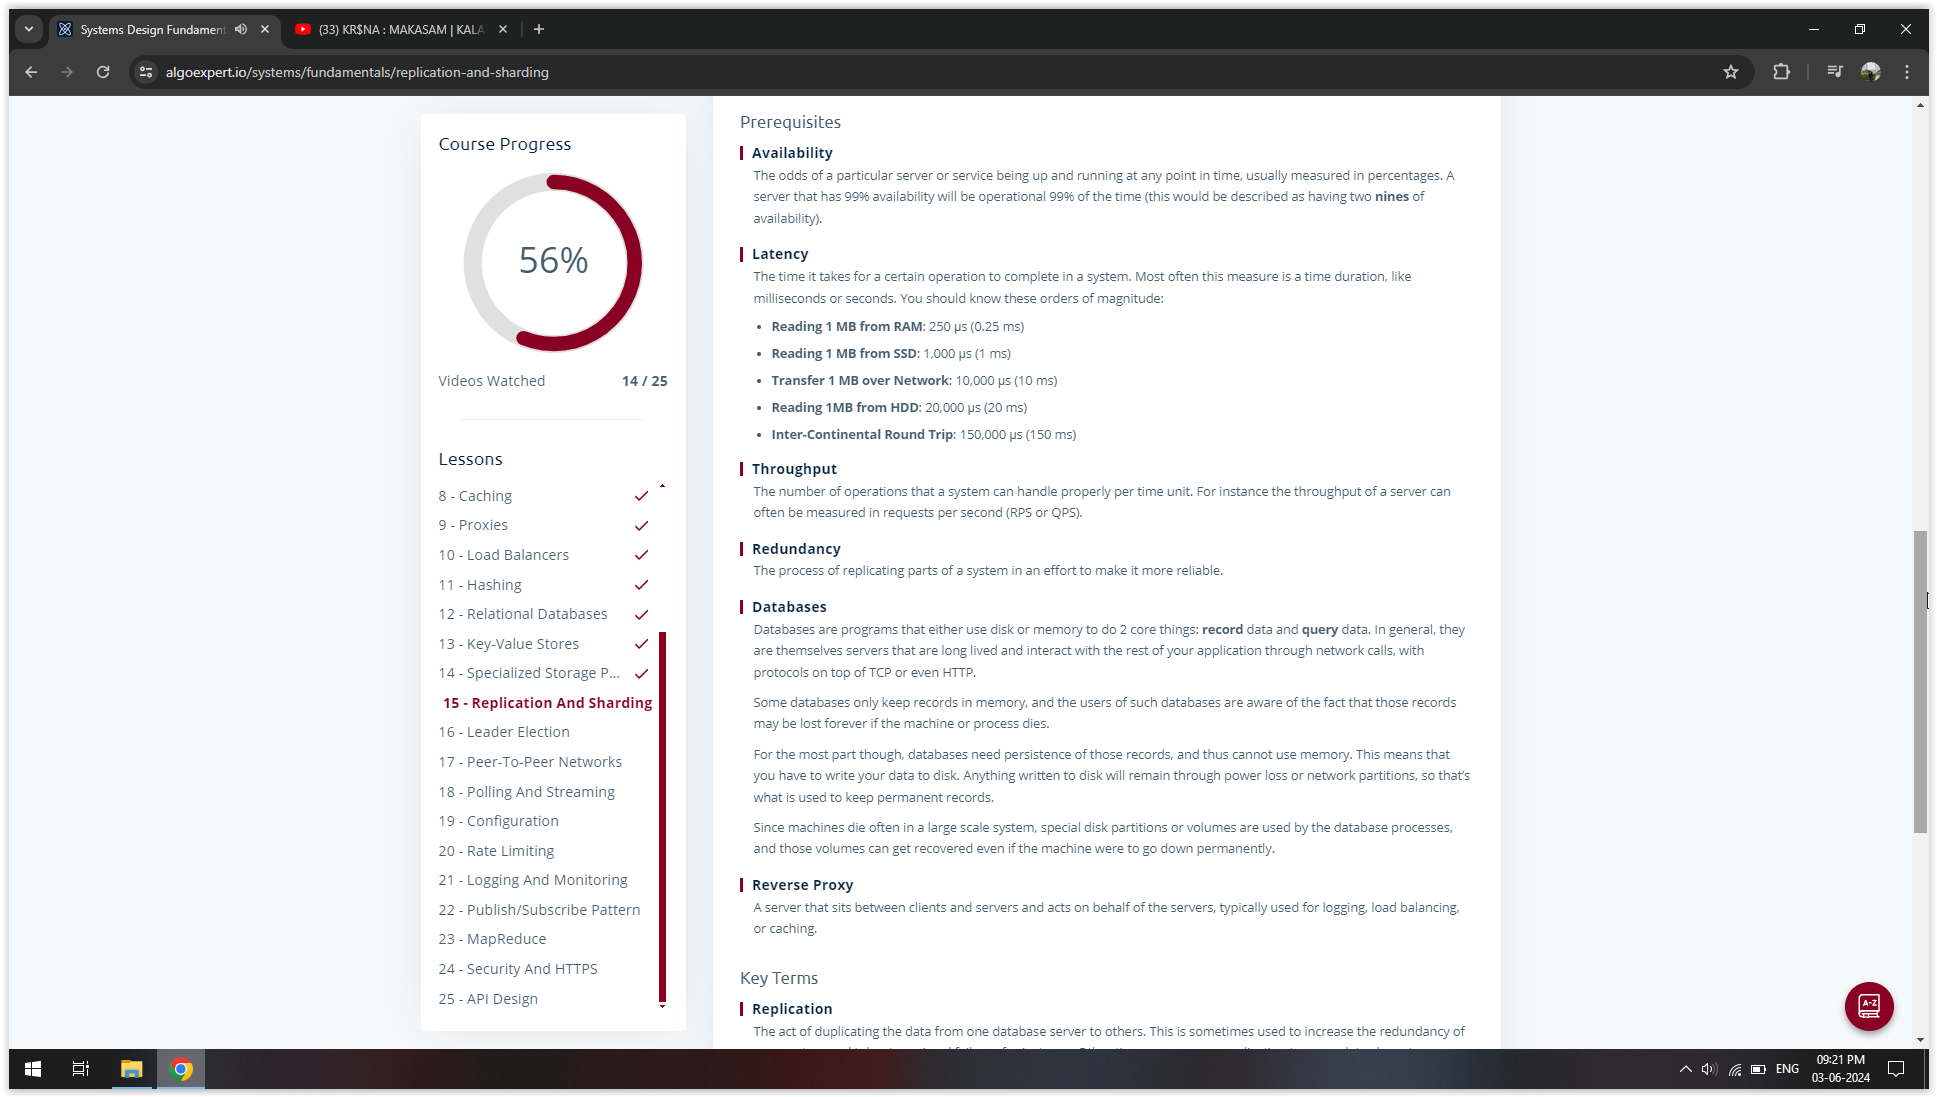 Systems Design Fundament
(33) KR$NA : MAKASAM | KALA
algoexpert.io/systems/fundamentals/replication-and-sharding
Course Progress
56%
Videos Watched 14 / 25
Lessons
8 - Caching
9 - Proxies
10 - Load Balancers
11 - Hashing
12 - Relational Databases
13 - Key-Value Stores
14 - Specialized Storage P...
15 - Replication And Sharding
16 - Leader Election
17 - Peer-To-Peer Networks
18 - Polling And Streaming
19 - Configuration
20 - Rate Limiting
21 - Logging And Monitoring
22 - Publish/Subscribe Pattern
23 - MapReduce
24 - Security And HTTPS
25 - API Design
Prerequisites
Availability
The odds of a particular server or service being up and running at any point in time, usually measured in percentages. A
server that has 99% availability will be operational 99% of the time (this would be described as having two nines of
availability).
Latency
The time it takes for a certain operation to complete in a system. Most often this measure is a time duration, like
milliseconds or seconds. You should know these orders of magnitude:
• Reading 1 MB from RAM: 250 μs (0.25 ms)
• Reading 1 MB from SSD: 1,000 μs (1 ms)
• Transfer 1 MB over Network: 10,000 μs (10 ms)
• Reading 1MB from HDD: 20,000 μs (20 ms)
• Inter-Continental Round Trip: 150,000 μs (150 ms)
Throughput
The number of operations that a system can handle properly per time unit. For instance the throughput of a server can
often be measured in requests per second (RPS or QPS).
Redundancy
The process of replicating parts of a system in an effort to make it more reliable.
Databases
Databases are programs that either use disk or memory to do 2 core things: record data and query data. In general, they
are themselves servers that are long lived and interact with the rest of your application through network calls, with
protocols on top of TCP or even HTTP.
Some databases only keep records in memory, and the users of such databases are aware of the fact that those records
may be lost forever if the machine or process dies.
For the most part though, databases need persistence of those records, and thus cannot use memory. This means that
you have to write your data to disk. Anything written to disk will remain through power loss or network partitions, so that's
what is used to keep permanent records.
Since machines die often in a large scale system, special disk partitions or volumes are used by the database processes,
and those volumes can get recovered even if the machine were to go down permanently.
Reverse Proxy
A server that sits between clients and servers and acts on behalf of the servers, typically used for logging, load balancing,
or caching.
Key Terms
Replication
The act of duplicating the data from one database server to others. This is sometimes used to increase the redundancy of
A-Z
ENG
09:21 PM
03-06-2024